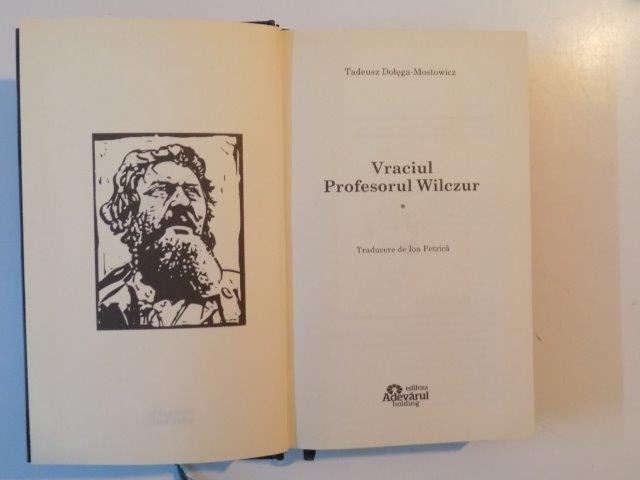 Tadeusz Dołęga-Mostowicz
Vraciul
Profesorul Wilczur
*
Traducere de Ion Petrică
editura
Adevărul
holding